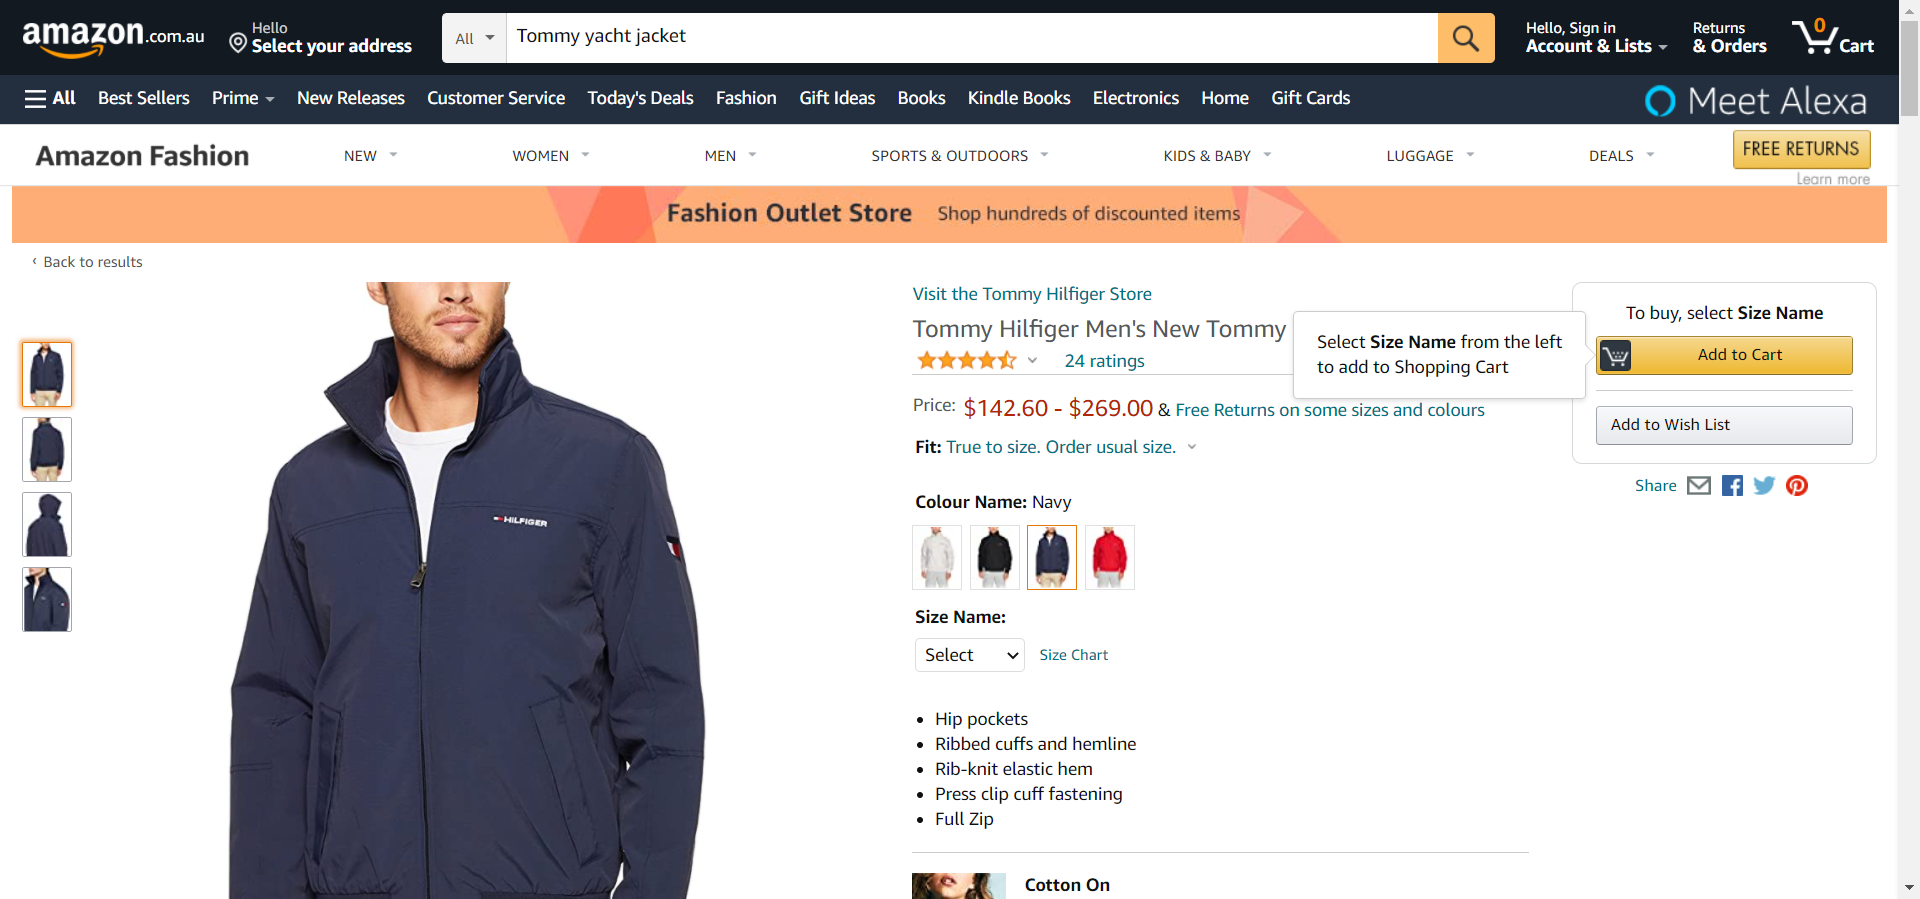 amazon.com.au
Hello
Select your address
All
Tommy yacht jacket
Hello, Sign in
Account & Lists
Returns
& Orders
0
Cart
All
Best Sellers
Prime
New Releases
Customer Service
Today's Deals
Fashion
Gift Ideas
Books
Kindle Books
Electronics
Home
Gift Cards
Meet Alexa
Amazon Fashion
NEW
WOMEN
MEN
SPORTS & OUTDOORS
KIDS & BABY
LUGGAGE
DEALS
FREE RETURNS
Learn more
Fashion Outlet Store Shop hundreds of discounted items
‹ Back to results
HILFIGER
Visit the Tommy Hilfiger Store
Tommy Hilfiger Men's New Tommy
24 ratings
Price: $142.60 - $269.00 & Free Returns on some sizes and colours
Fit: True to size. Order usual size.
Colour Name: Navy
Size Name:
Select
Size Chart
• Hip pockets
• Ribbed cuffs and hemline
• Rib-knit elastic hem
• Press clip cuff fastening
• Full Zip
Cotton On
Select Size Name from the left
to add to Shopping Cart
To buy, select Size Name
Add to Cart
Add to Wish List
Share